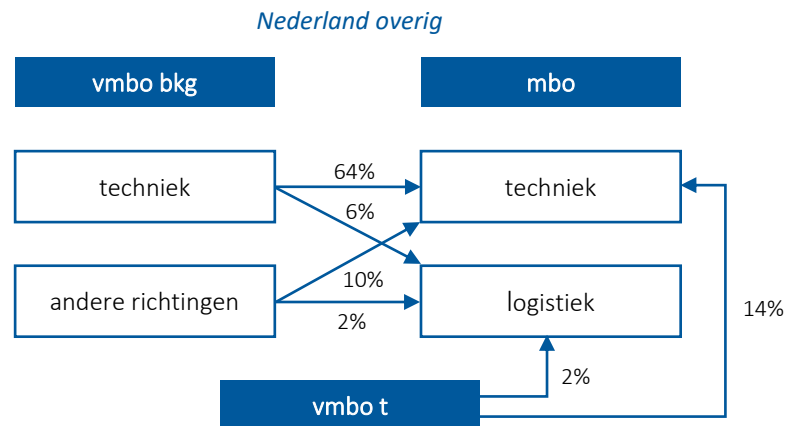 Nederland overig
vmbo bkg
mbo
techniek
64%
techniek
6%
andere richtingen
10%
logistiek
2%
14%
2%
vmbo t